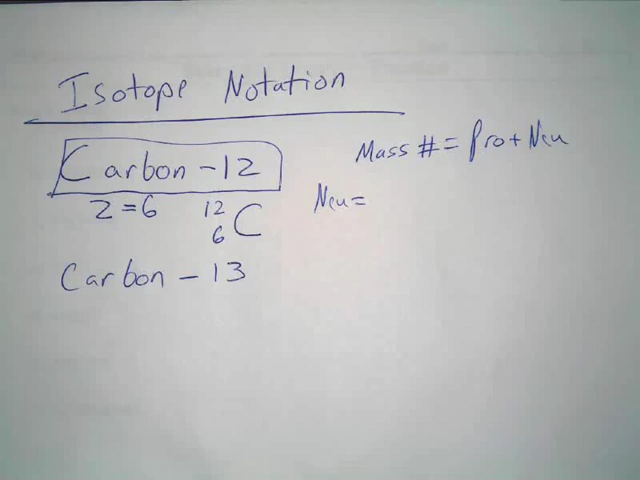 Isotope Notation
Carbon - 12
Mass # = Pro + Neu
Z = 6
12
6 C
Neu =
Carbon - 13